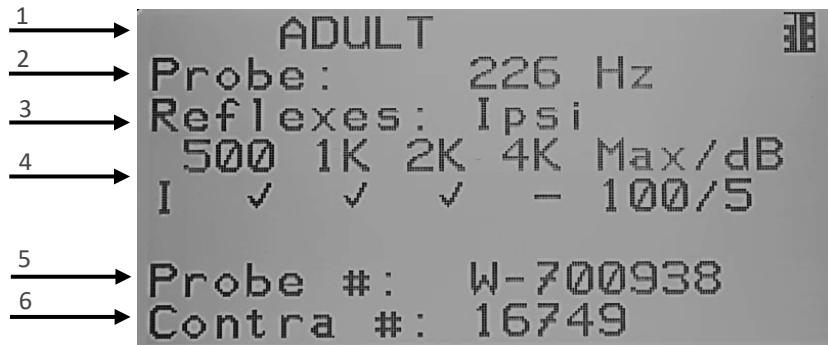 1
ADULT
2
Probe: 226 Hz
3
Reflexes: Ipsi
4
500 1K 2K 4K Max/dB
I ✓ ✓ ✓ – 100/5
5
Probe #: W-700938
6
Contra #: 16749